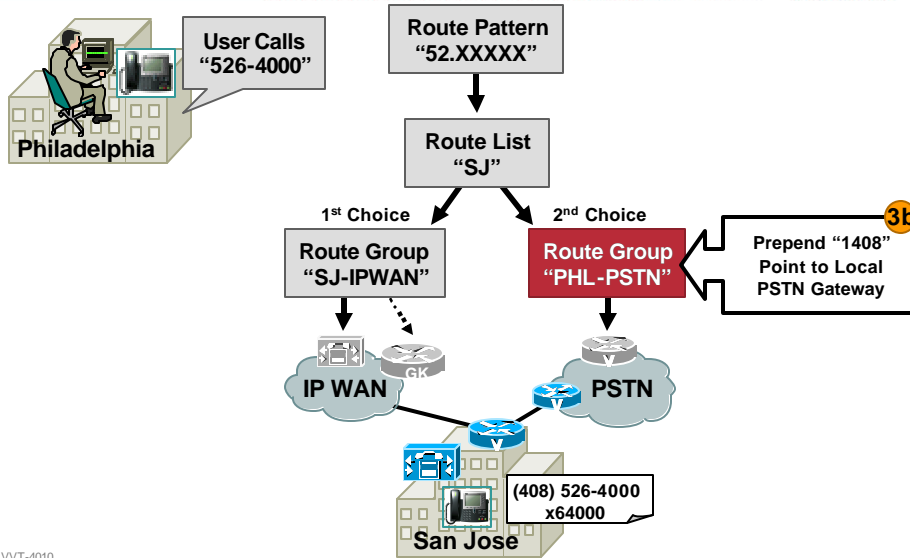 User Calls
“526-4000”
Philadelphia
Route Pattern
“52.XXXXX”
Route List
“SJ”
1st Choice
2nd Choice
Route Group
“SJ-IPWAN”
Route Group
“PHL-PSTN”
3b
Prepend “1408”
Point to Local
PSTN Gateway
GK
IP WAN
V
PSTN
V
V
(408) 526-4000
x64000
San Jose
VVT-4010